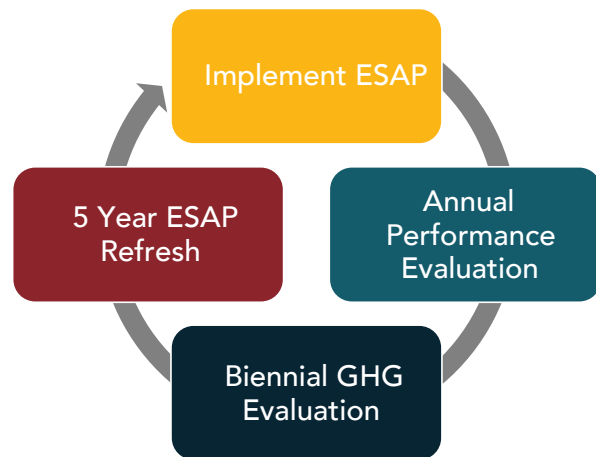 Implement ESAP
Annual
Performance
Evaluation
Biennial GHG
Evaluation
5 Year ESAP
Refresh